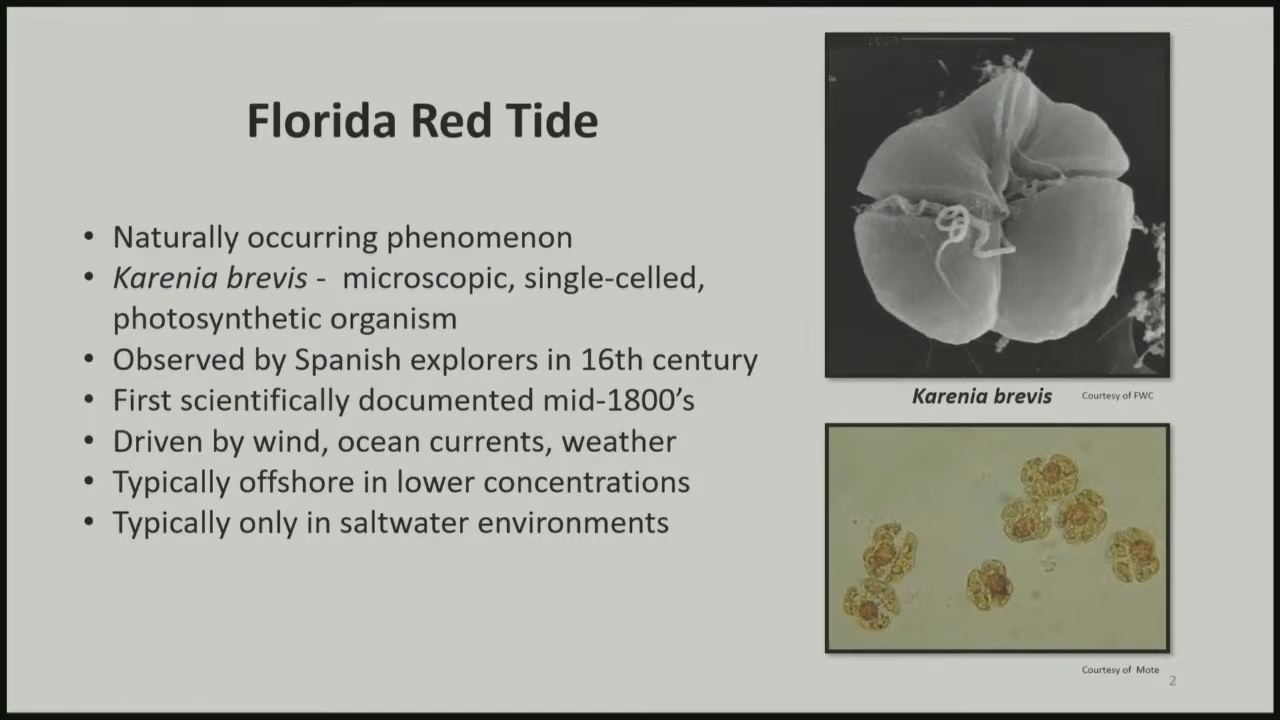 Florida Red Tide
• Naturally occurring phenomenon
• Karenia brevis -  microscopic, single-celled,
photosynthetic organism
• Observed by Spanish explorers in 16th century
• First scientifically documented mid-1800’s
• Driven by wind, ocean currents, weather
• Typically offshore in lower concentrations
• Typically only in saltwater environments
Karenia brevis
Courtesy of FWC
Courtesy of Mote
2